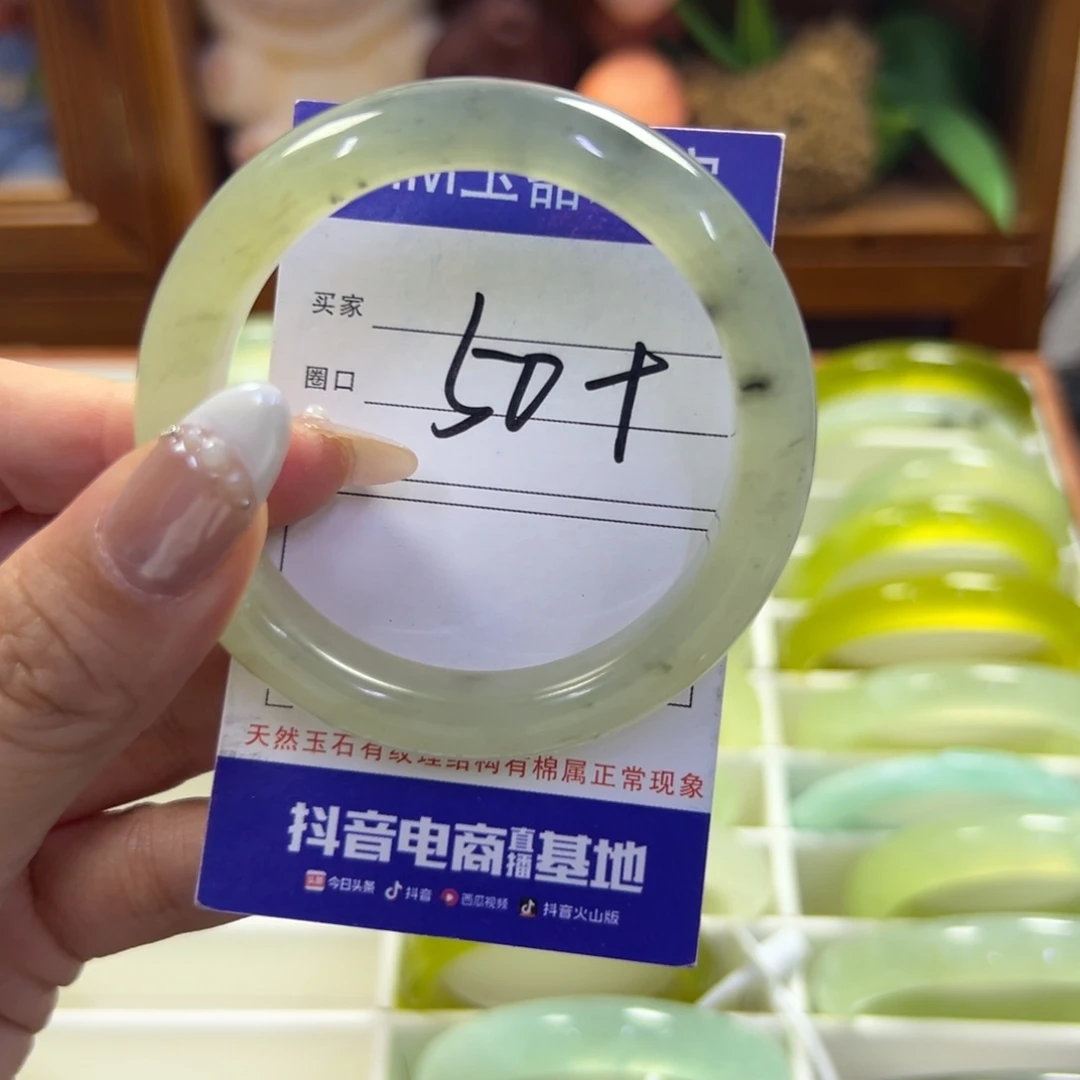 买家
圈口
50+
天然玉石有纹理结构有棉属正常现象
抖音电商直播基地
今日头条 抖音 西瓜视频 抖音火山版